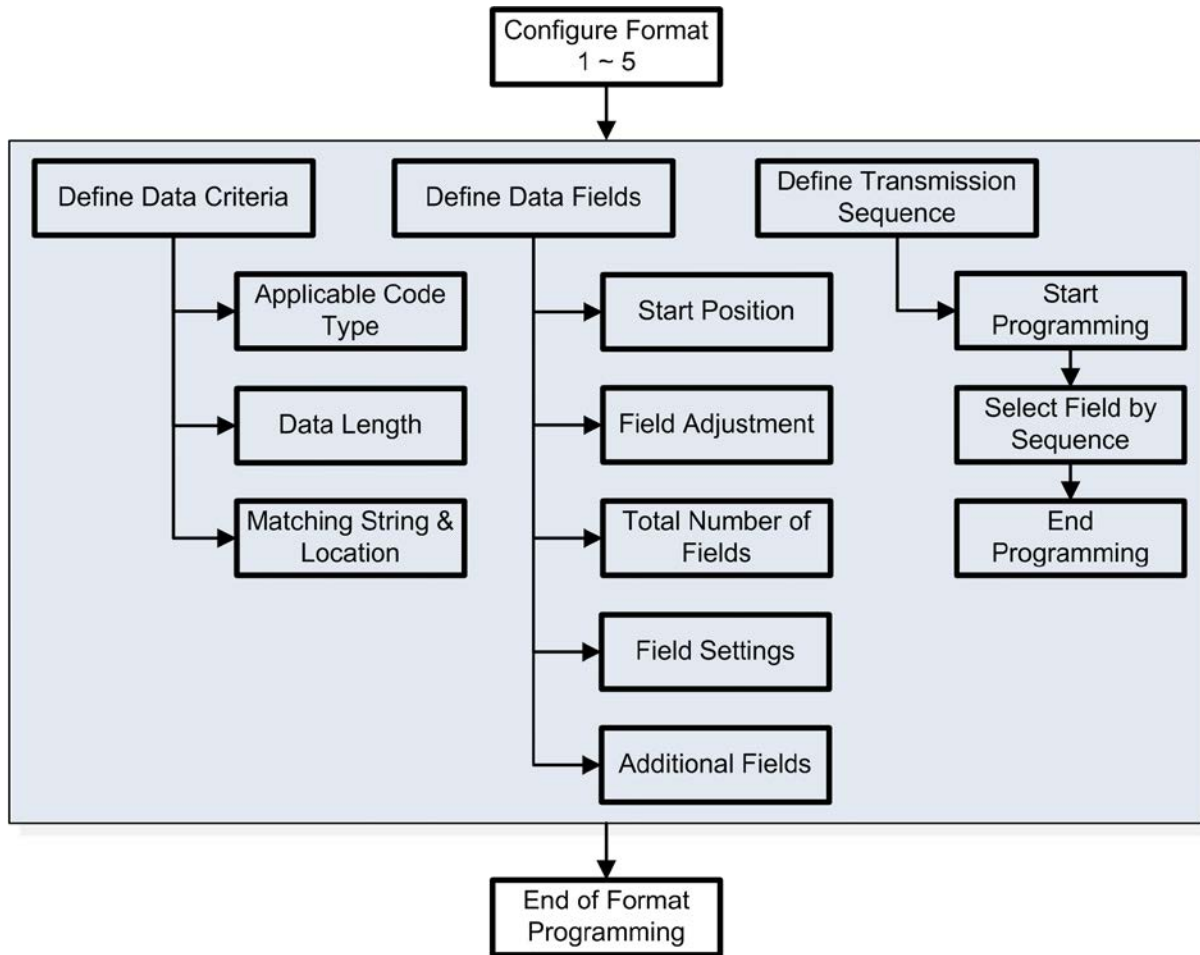 Configure Format
1 ~ 5
Define Data Criteria
Applicable Code
Type
Data Length
Matching String &
Location
Define Data Fields
Start Position
Field Adjustment
Total Number of
Fields
Field Settings
Additional Fields
Define Transmission
Sequence
Start
Programming
Select Field by
Sequence
End
Programming
End of Format
Programming